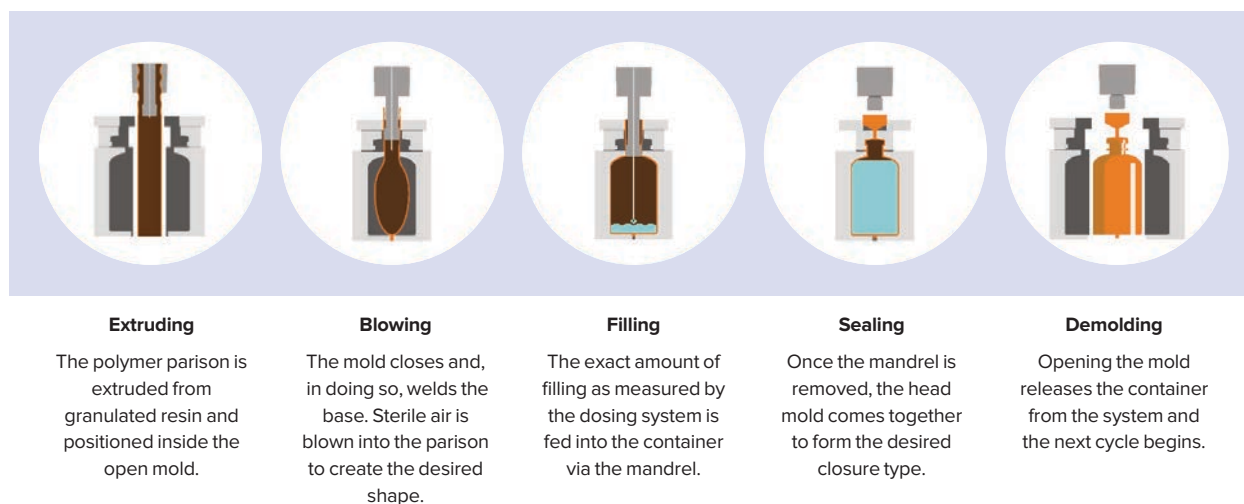 Extruding
The polymer parison is
extruded from
granulated resin and
positioned inside the
open mold.
Blowing
The mold closes and,
in doing so, welds the
base. Sterile air is
blown into the parison
to create the desired
shape.
Filling
The exact amount of
filling as measured by
the dosing system is
fed into the container
via the mandrel.
Sealing
Once the mandrel is
removed, the head
mold comes together
to form the desired
closure type.
Demolding
Opening the mold
releases the container
from the system and
the next cycle begins.